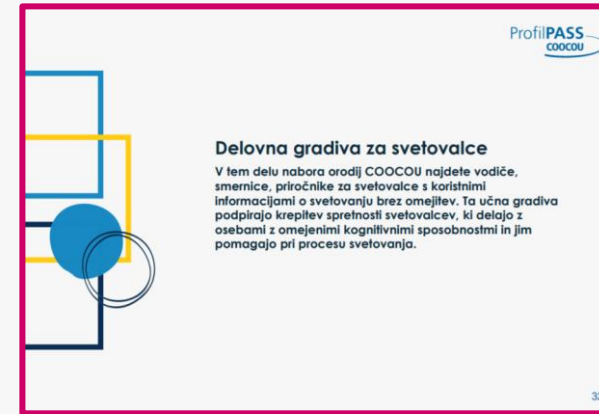 ProfilPASS
COOCOU
Delovna gradiva za svetovalce
V tem delu nabora orodij COOCOU najdete vodiče,
smernice, priročnike za svetovalce s koristnimi
informacijami o svetovanju brez omejitev. Ta učna gradiva
podpirajo krepitev spretnosti svetovalcev, ki delajo z
osebami z omejenimi kognitivnimi sposobnostmi in jim
pomagajo pri procesu svetovanja.